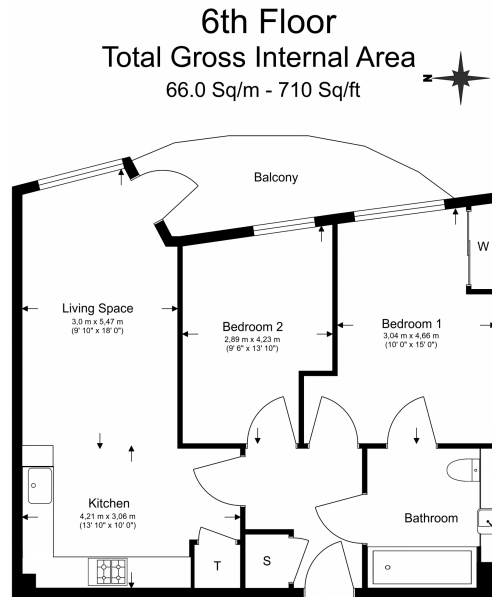 6th Floor
Total Gross Internal Area
66.0 Sq/m - 710 Sq/ft
N
Balcony
W
Living Space
3,0 m x 5,47 m
(9' 10" x 18' 0")
Bedroom 2
2,89 m x 4,23 m
(9' 6" x 13' 10")
Bedroom 1
3,04 m x 4,66 m
(10' 0" x 15' 0")
Kitchen
4,21 m x 3,06 m
(13' 10" x 10' 0")
Bathroom
T
S